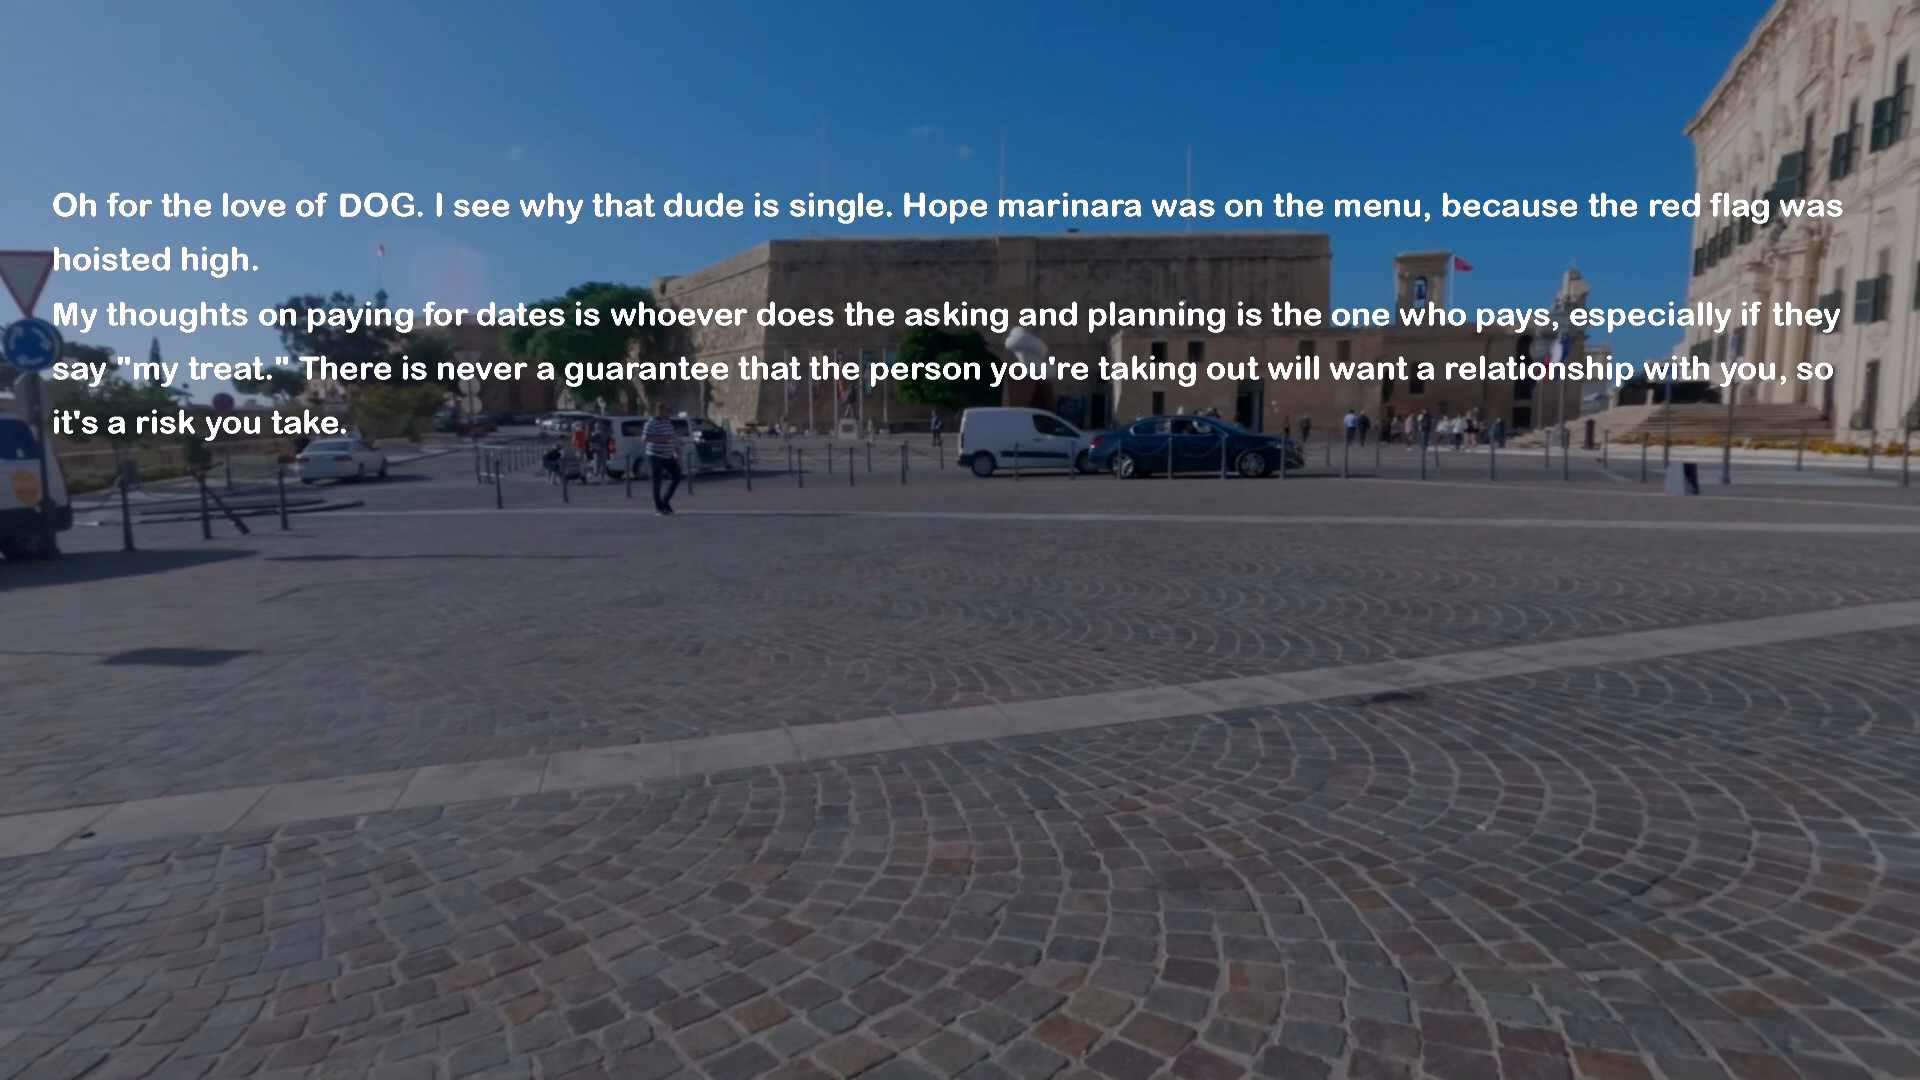 Oh for the love of DOG. I see why that dude is single. Hope marinara was on the menu, because the red flag was
hoisted high.
My thoughts on paying for dates is whoever does the asking and planning is the one who pays, especially if they
say "my treat." There is never a guarantee that the person you're taking out will want a relationship with you, so
it's a risk you take.